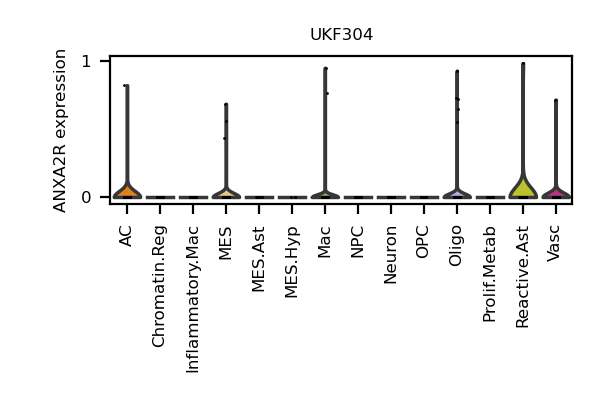 UKF304
ANXA2R expression
1
0
AC
Chromatin.Reg
Inflammatory.Mac
MES
MES.Ast
MES.Hyp
Mac
NPC
Neuron
OPC
Oligo
Prolif.Metab
Reactive.Ast
Vasc